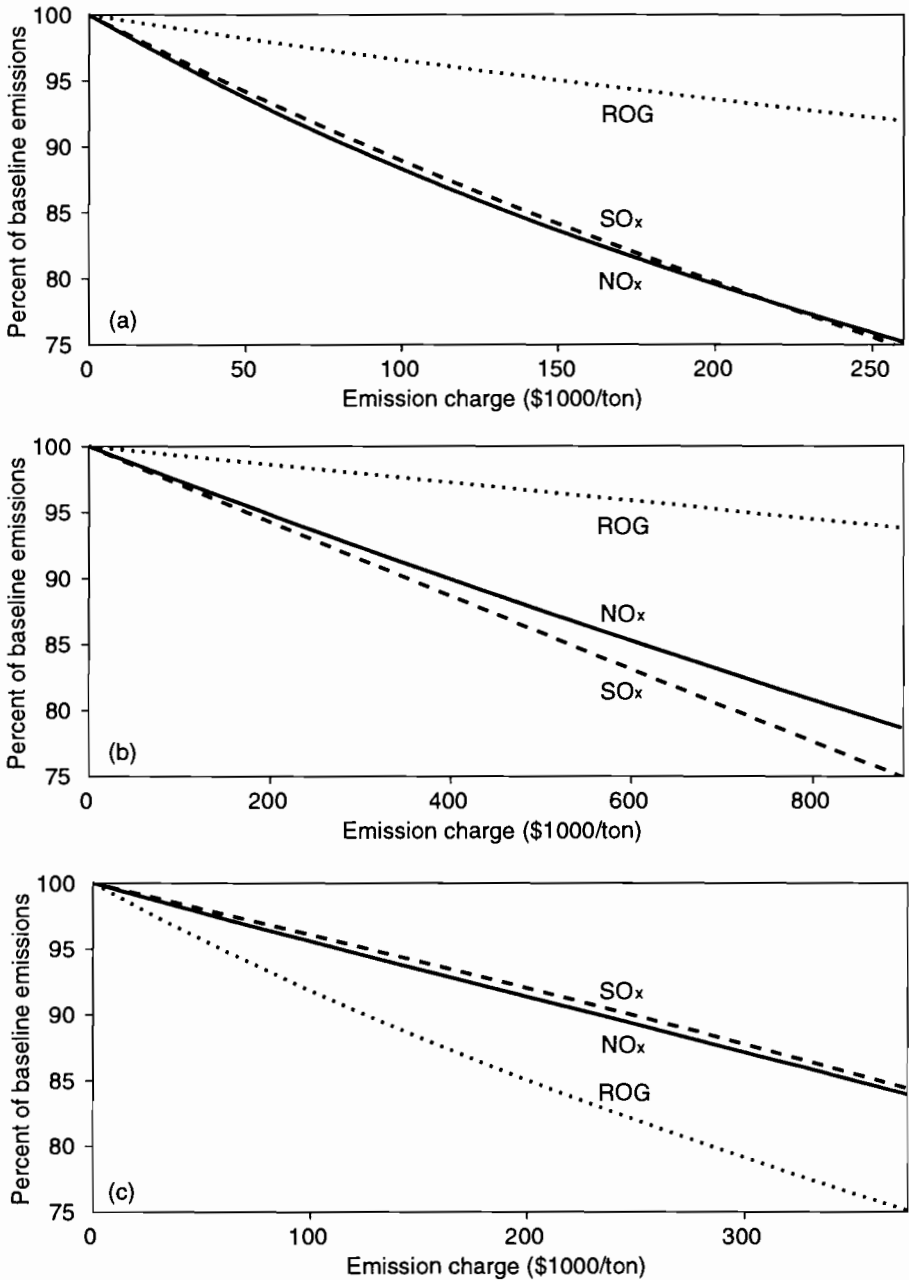 100
95
90
85
80
75
Percent of baseline emissions
ROG
SOx
NOx
(a)
0 50 100 150 200 250
Emission charge ($1000/ton)
100
95
90
85
80
75
Percent of baseline emissions
ROG
NOx
SOx
(b)
0 200 400 600 800
Emission charge ($1000/ton)
100
95
90
85
80
75
Percent of baseline emissions
SOx
NOx
ROG
(c)
0 100 200 300
Emission charge ($1000/ton)